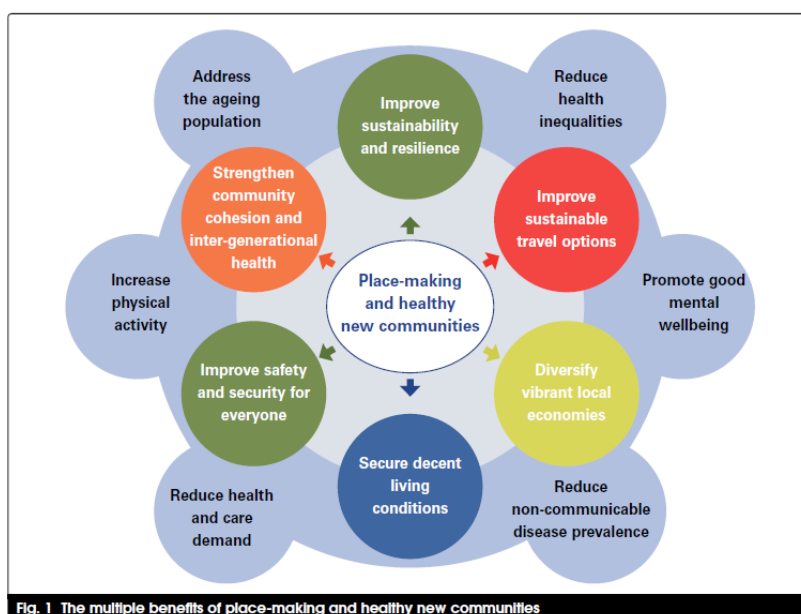 Address
the ageing
population
Improve
sustainability
and resilience
Reduce
health
inequalities
Strengthen
community
cohesion and
inter-generational
health
Improve
sustainable
travel options
Increase
physical
activity
Place-making
and healthy
new communities
Promote good
mental
wellbeing
Improve safety
and security for
everyone
Diversify
vibrant local
economies
Secure decent
living
conditions
Reduce health
and care
demand
Reduce
non-communicable
disease prevalence
Fig. 1 The multiple benefits of place-making and healthy new communities